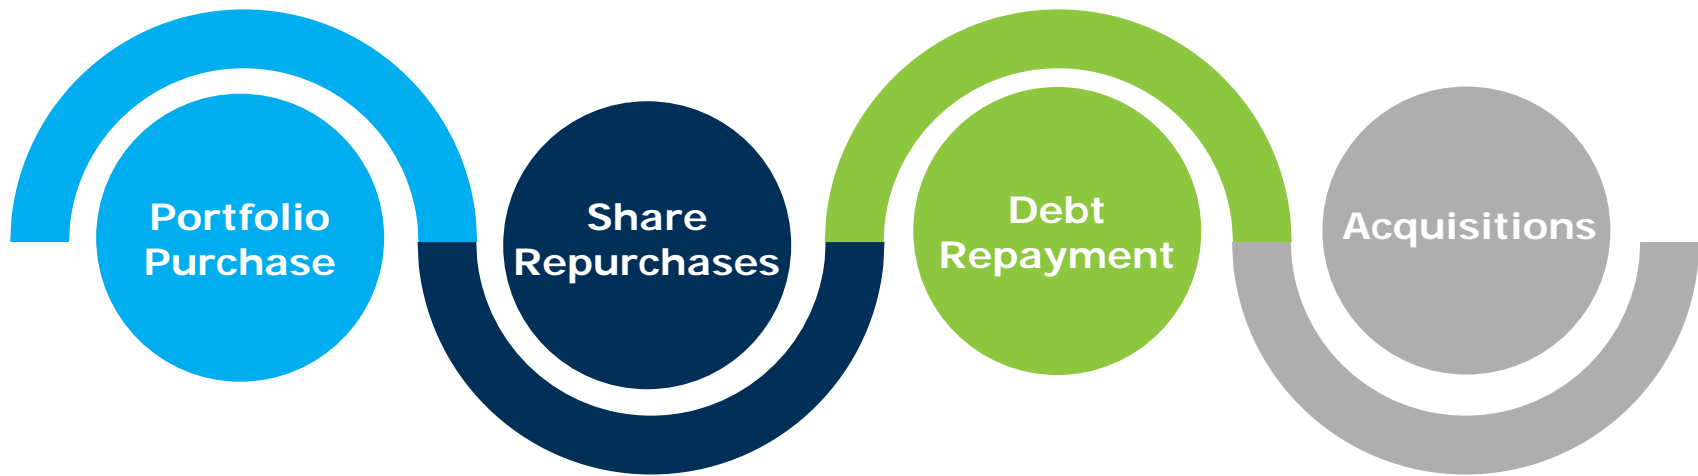 Portfolio
Purchase
Share
Repurchases
Debt
Repayment
Acquisitions